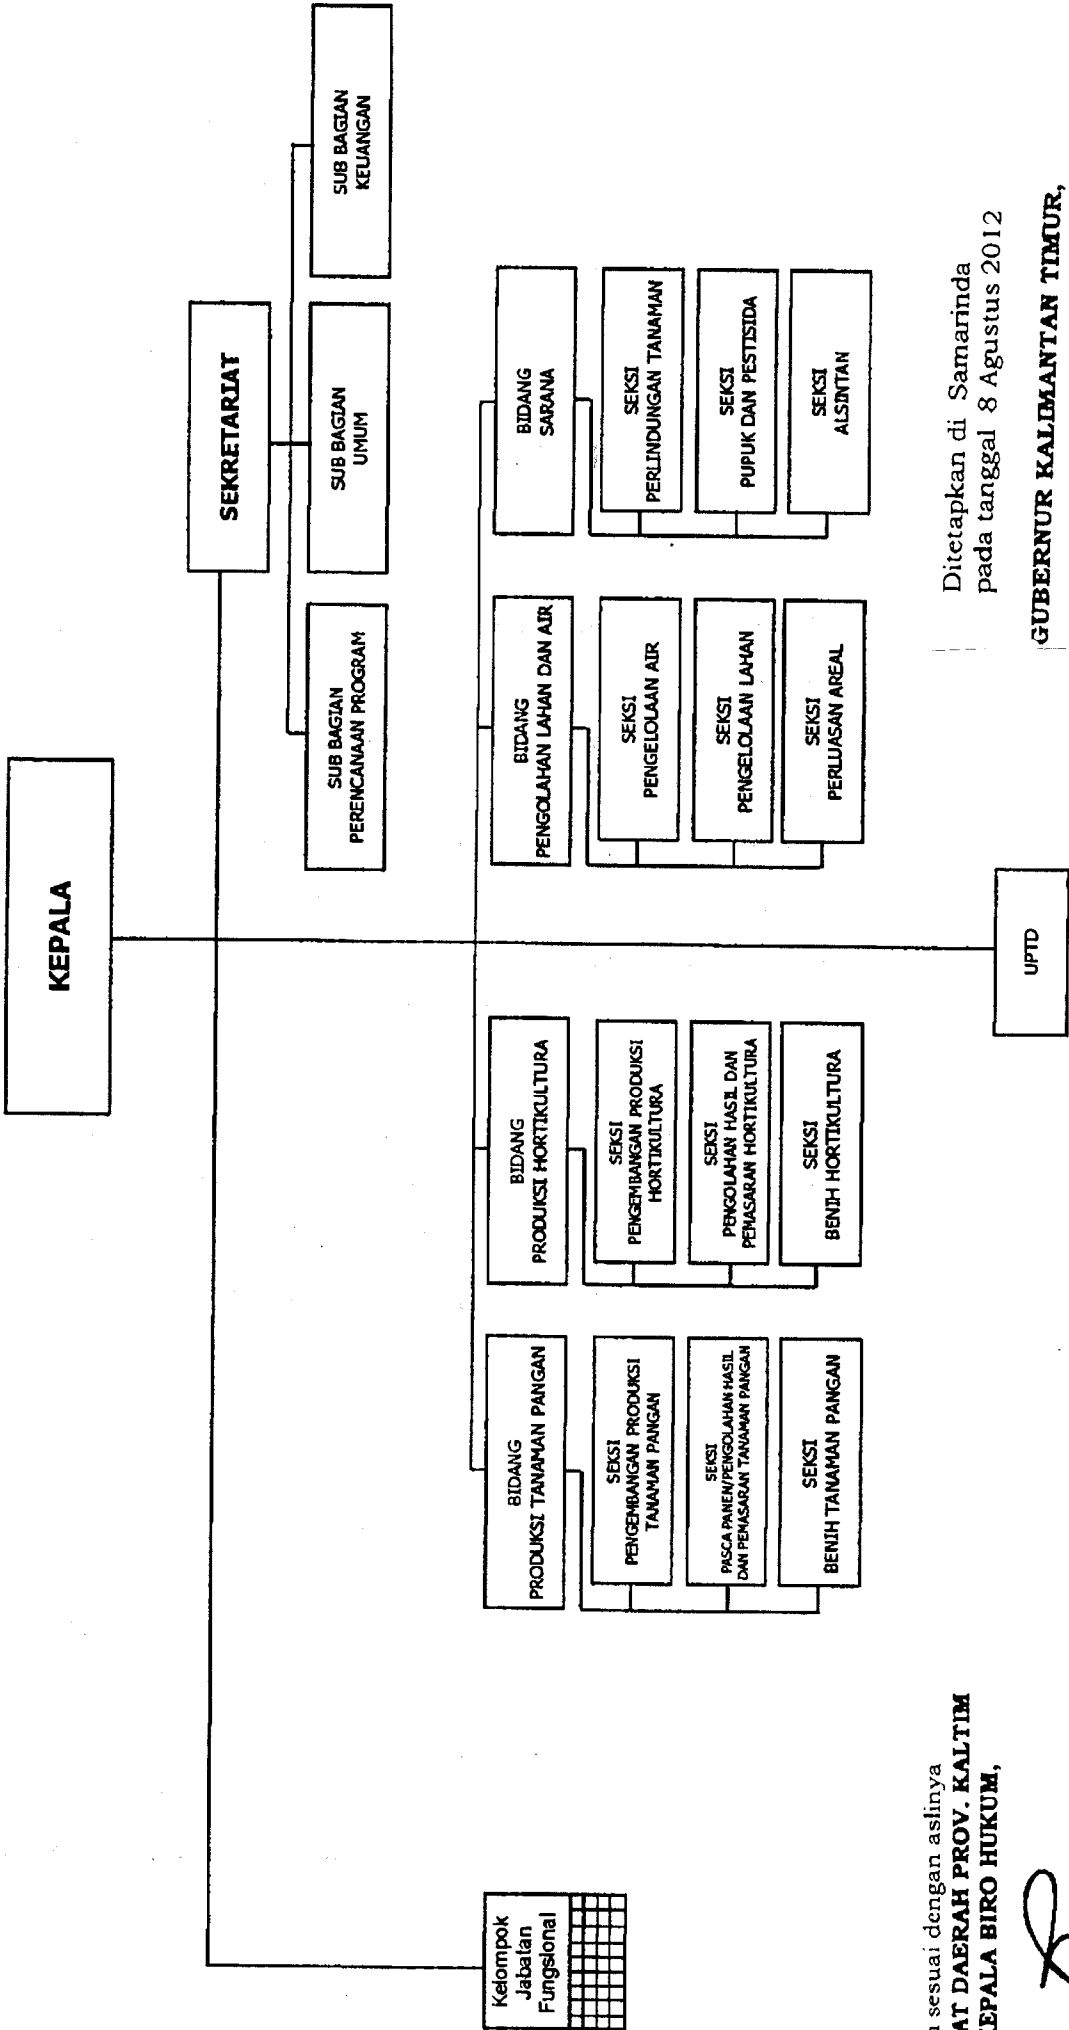 KEPALA
SEKRETARIAT
SUB BAGIAN
PERENCANAAN PROGRAM
SUB BAGIAN
UMUM
SUB BAGIAN
KEUANGAN
Kelompok
Jabatan
Fungsional
BIDANG
PRODUKSI TANAMAN PANGAN
SEKSI
PENGEMBANGAN PRODUKSI
TANAMAN PANGAN
SEKSI
PASCA PANEN/PENGOLAHAN HASIL
DAN PEMASARAN TANAMAN PANGAN
SEKSI
BENIH TANAMAN PANGAN
BIDANG
PRODUKSI HORTIKULTURA
SEKSI
PENGEMBANGAN PRODUKSI
HORTIKULTURA
SEKSI
PENGOLAHAN HASIL DAN
PEMASARAN HORTIKULTURA
SEKSI
BENIH HORTIKULTURA
BIDANG
PENGOLAHAN LAHAN DAN AIR
SEKSI
PENGELOLAAN AIR
SEKSI
PENGELOLAAN LAHAN
SEKSI
PERLUASAN AREAL
BIDANG
SARANA
SEKSI
PERLINDUNGAN TANAMAN
SEKSI
PUPUK DAN PESTISIDA
SEKSI
ALSINTAN
UPTD
sesuai dengan aslinya
AT DAERAH PROV. KALTIM
EPALA BIRO HUKUM,
Ditetapkan di Samarinda
pada tanggal 8 Agustus 2012
GUBERNUR KALIMANTAN TIMUR,